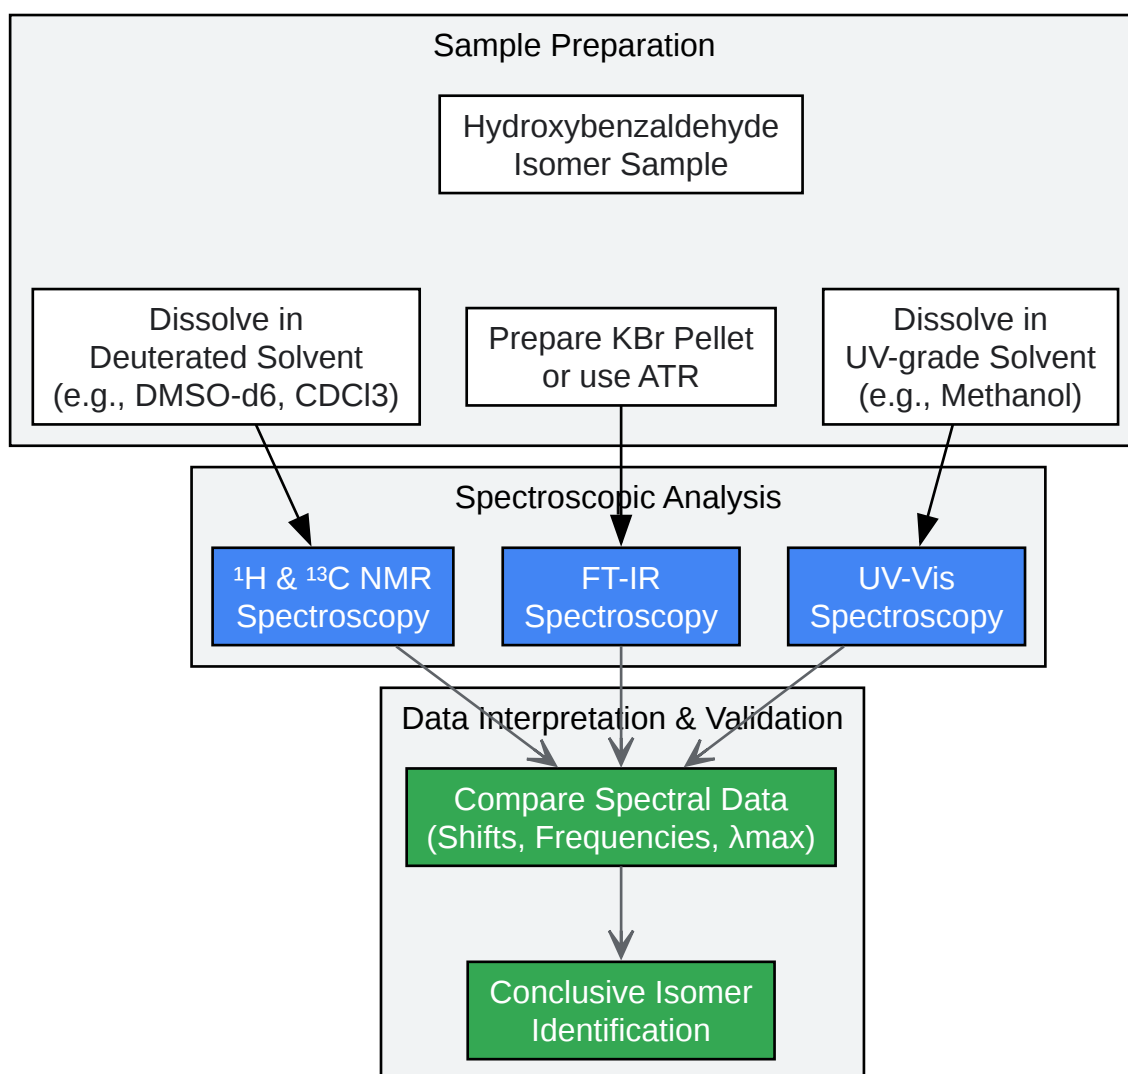 Sample Preparation
Hydroxybenzaldehyde
Isomer Sample
Dissolve in
Deuterated Solvent
(e.g., DMSO-d6, CDCl3)
Prepare KBr Pellet
or use ATR
Dissolve in
UV-grade Solvent
(e.g., Methanol)
Spectroscopic Analysis
¹H & ¹³C NMR
Spectroscopy
FT-IR
Spectroscopy
UV-Vis
Spectroscopy
Data Interpretation & Validation
Compare Spectral Data
(Shifts, Frequencies, λmax)
Conclusive Isomer
Identification